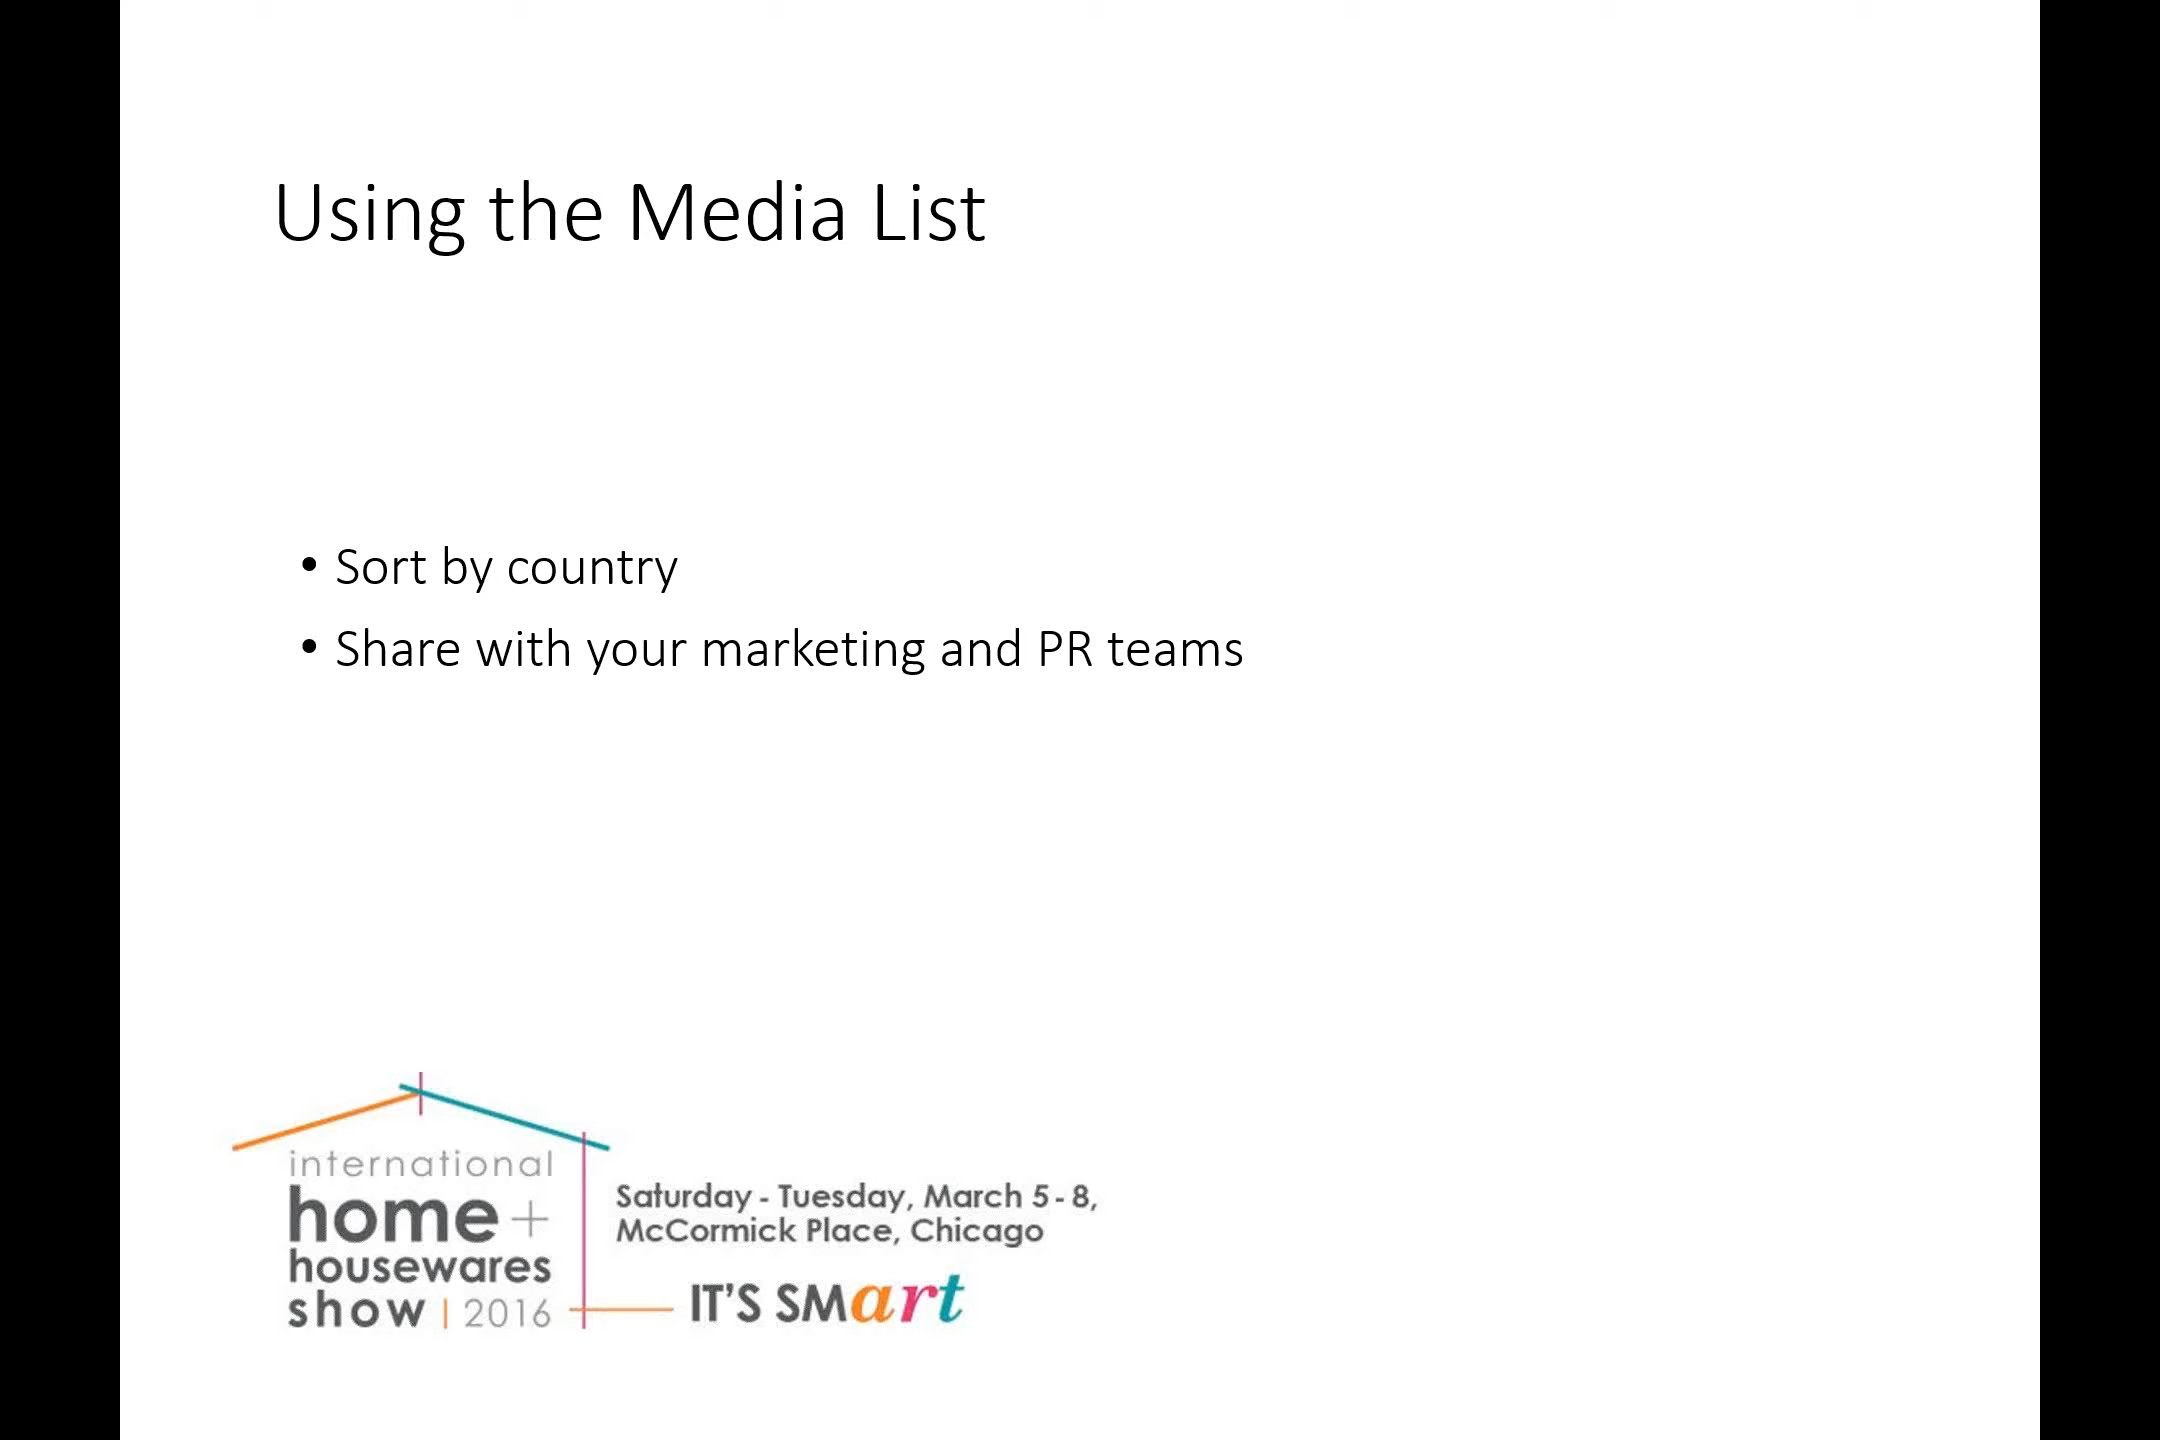 Using the Media List
• Sort by country
• Share with your marketing and PR teams
international
home +
housewares
show | 2016
Saturday - Tuesday, March 5 - 8,
McCormick Place, Chicago
IT'S SMart